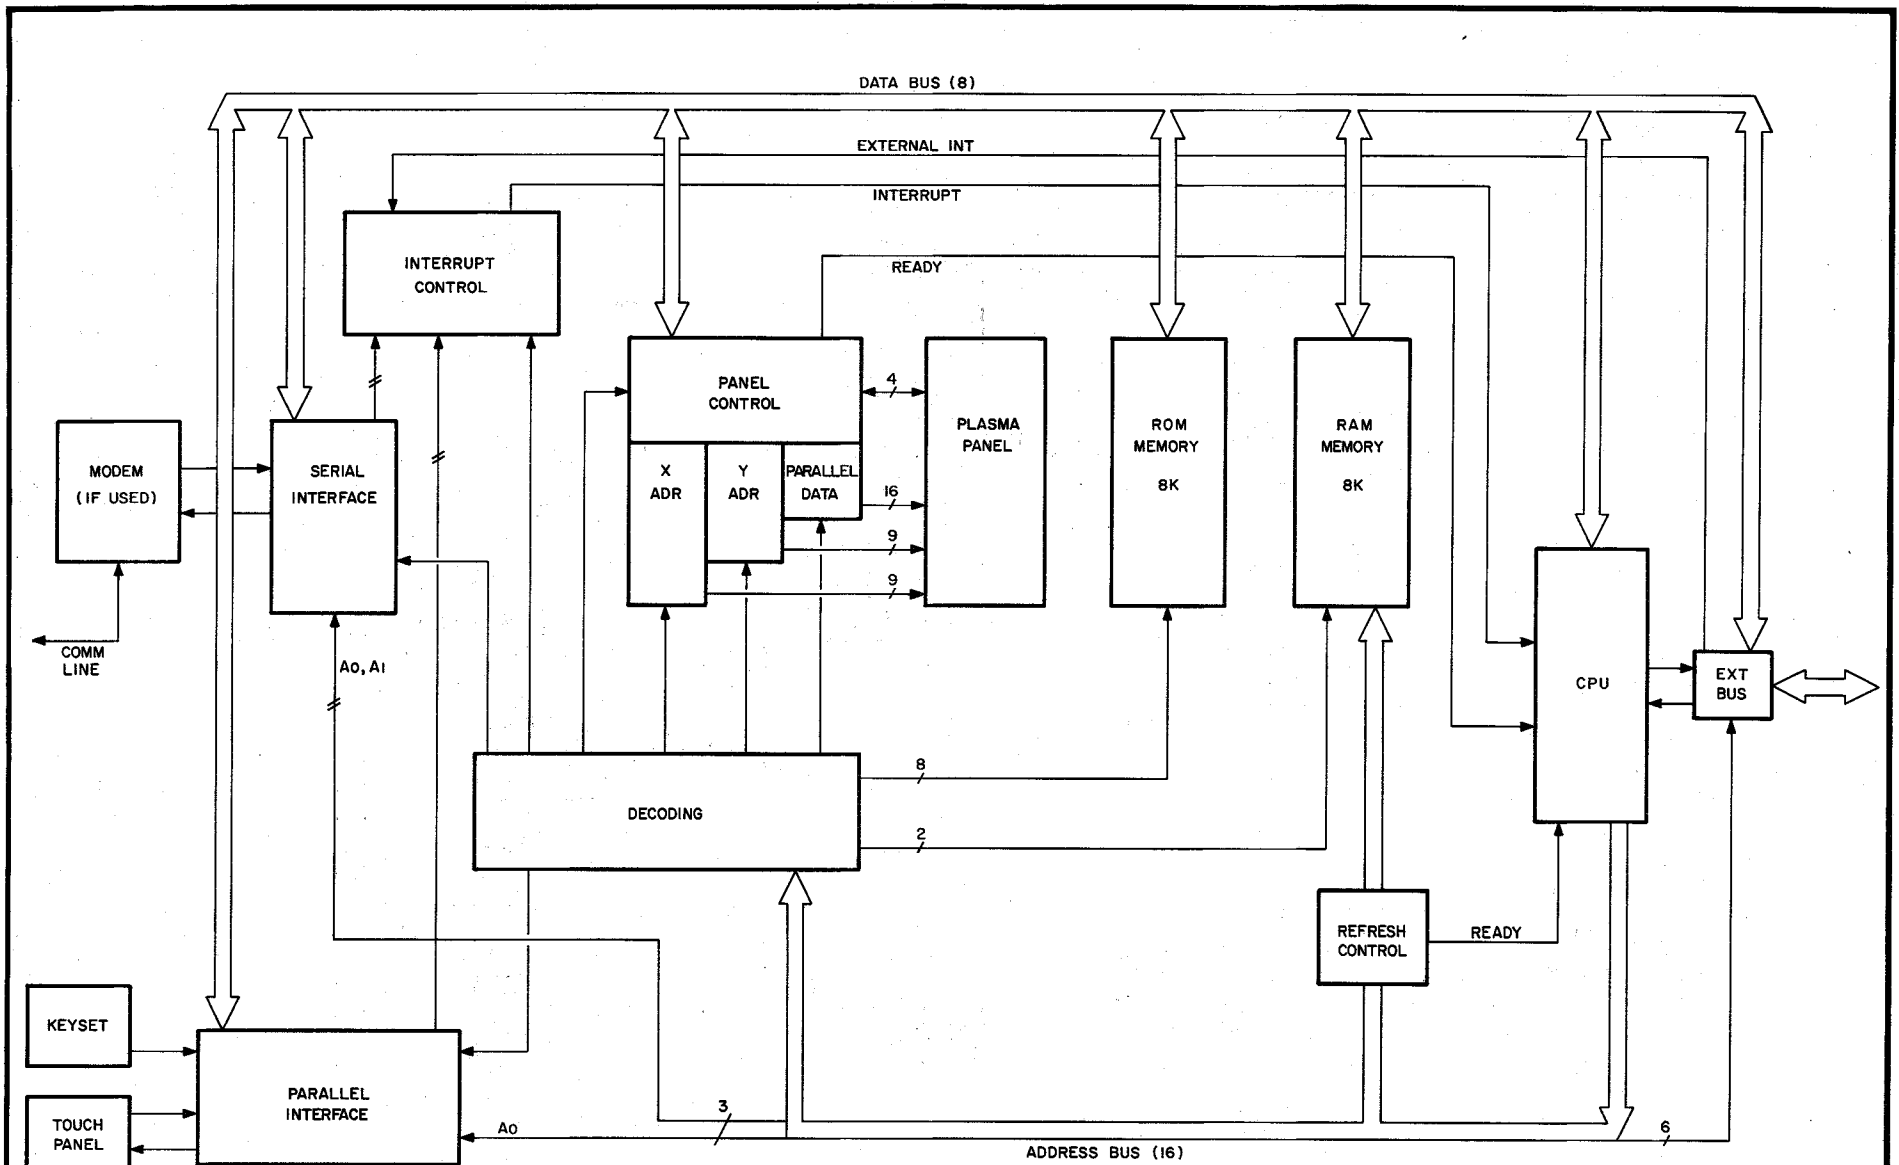 DATA BUS (8)
EXTERNAL INT
INTERRUPT
INTERRUPT
CONTROL
READY
PANEL
CONTROL
4
PLASMA
PANEL
ROM
MEMORY
8K
RAM
MEMORY
8K
MODEM
(IF USED)
SERIAL
INTERFACE
X
ADR
Y
ADR
PARALLEL
DATA
16
9
9
COMM
LINE
A0, A1
CPU
EXT
BUS
DECODING
8
2
REFRESH
CONTROL
READY
KEYSET
PARALLEL
INTERFACE
TOUCH
PANEL
A0
3
6
ADDRESS BUS (16)